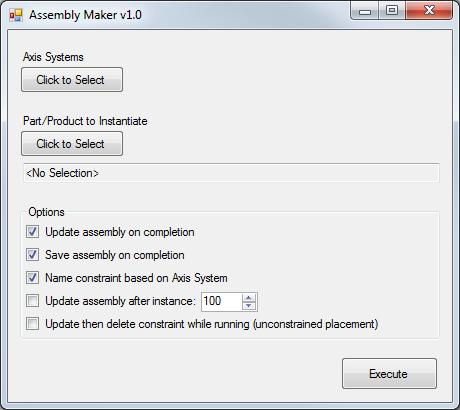 Assembly Maker v1.0
Axis Systems
Click to Select
Part/Product to Instantiate
Click to Select
<No Selection>
Options
Update assembly on completion
Save assembly on completion
Name constraint based on Axis System
Update assembly after instance: 100
Update then delete constraint while running (unconstrained placement)
Execute